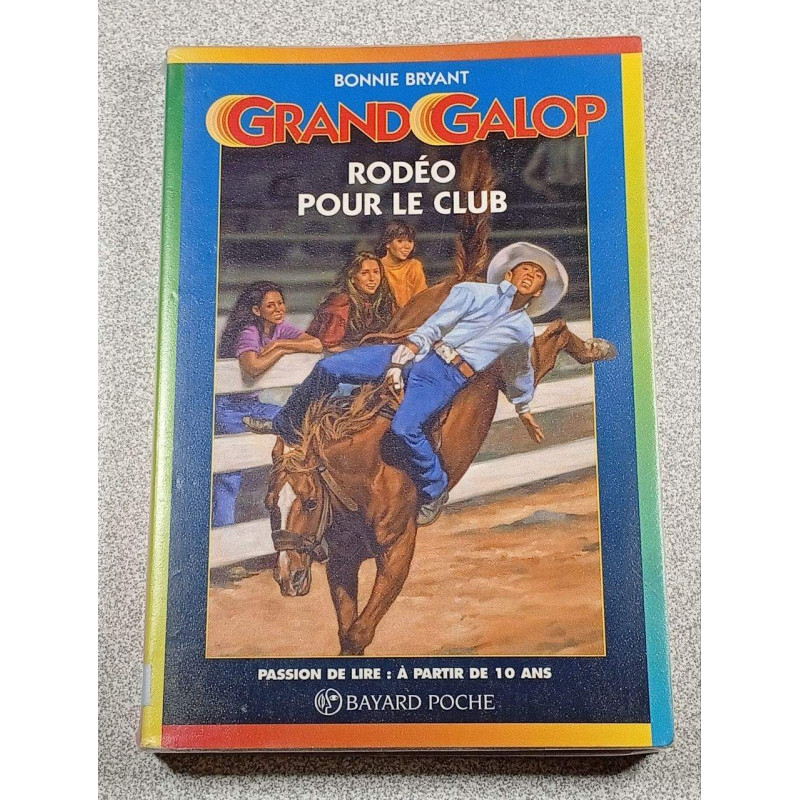 BONNIE BRYANT
GRAND GALOP
RODÉO
POUR LE CLUB
PASSION DE LIRE : À PARTIR DE 10 ANS
BAYARD POCHE